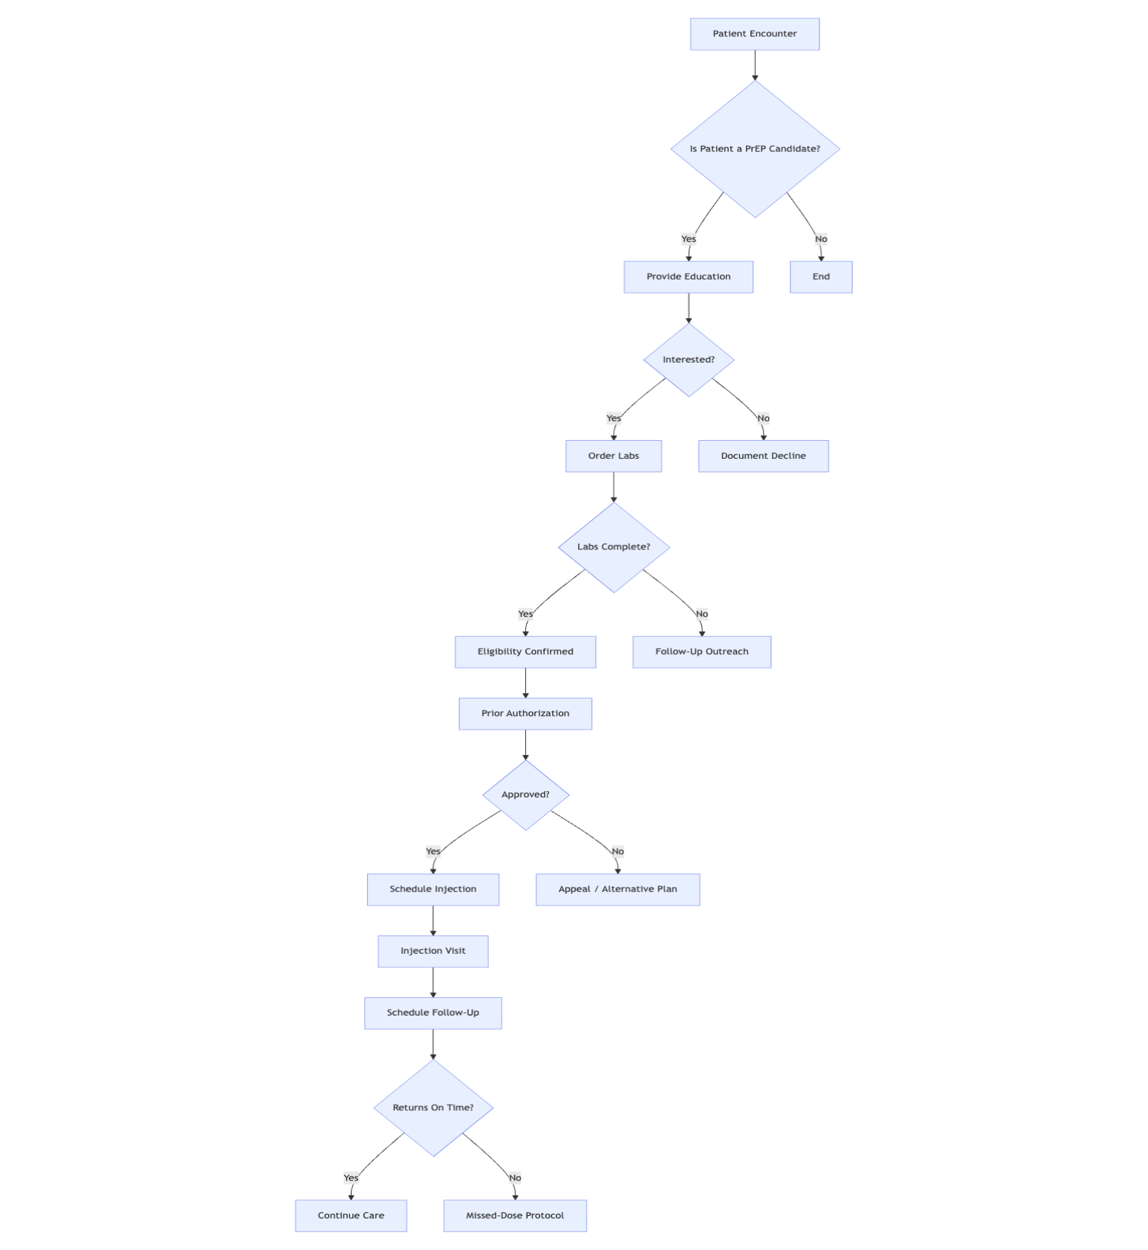 Patient Encounter
Is Patient a PrEP Candidate?
Yes
No
Provide Education
End
Interested?
Yes
No
Order Labs
Document Decline
Labs Complete?
Yes
No
Eligibility Confirmed
Follow-Up Outreach
Prior Authorization
Approved?
Yes
No
Schedule Injection
Appeal / Alternative Plan
Injection Visit
Schedule Follow-Up
Returns On Time?
Yes
No
Continue Care
Missed-Dose Protocol